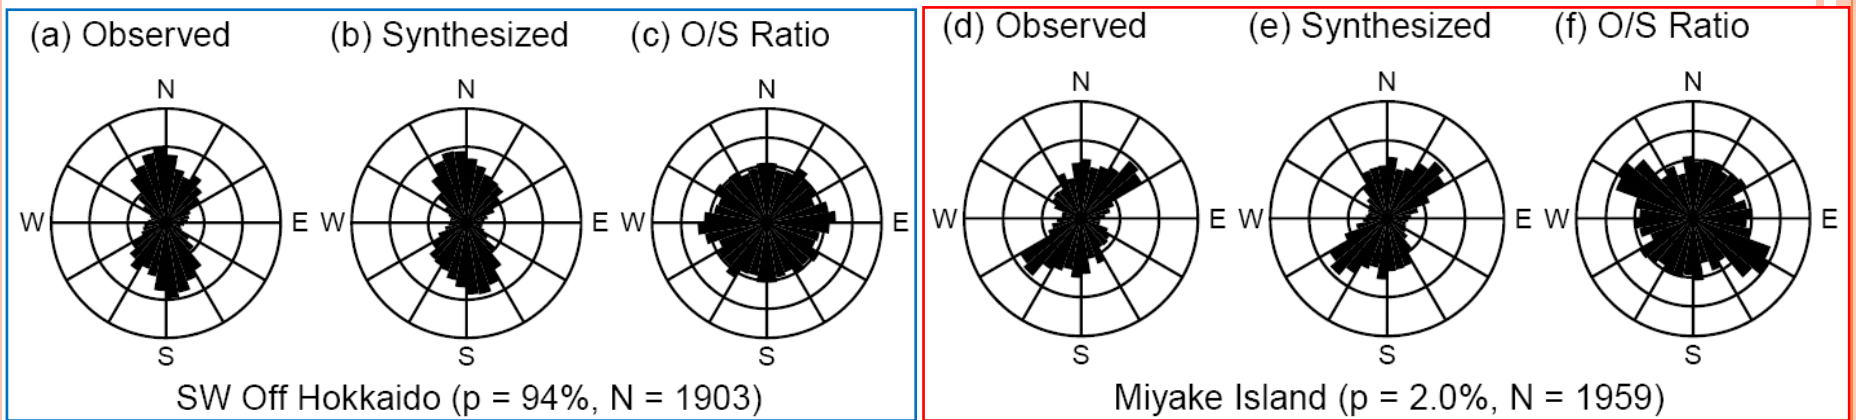 (a) Observed
(b) Synthesized
(c) O/S Ratio
N
W
E
S
N
W
E
S
N
W
E
S
SW Off Hokkaido (p = 94%, N = 1903)
(d) Observed
(e) Synthesized
(f) O/S Ratio
N
W
E
S
N
W
E
S
N
W
E
S
Miyake Island (p = 2.0%, N = 1959)